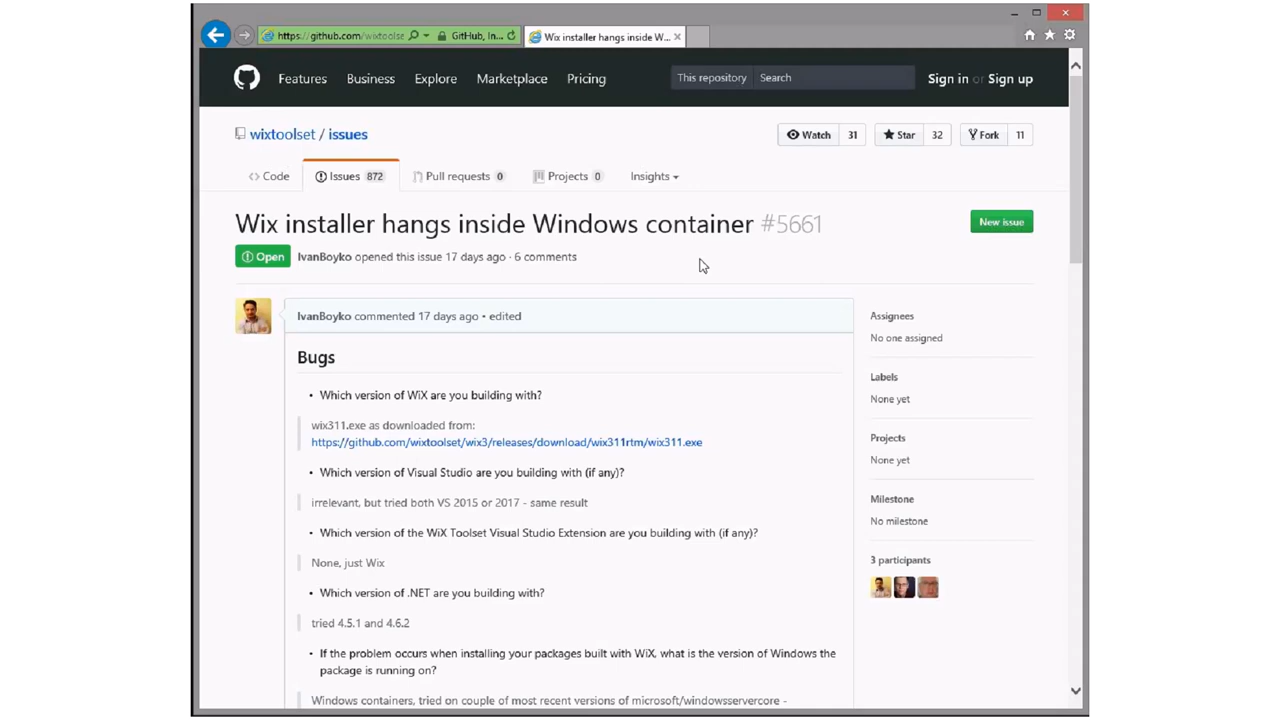 https://github.com/wixtoolse GitHub, In... Wix installer hangs inside W...
Features Business Explore Marketplace Pricing This repository Search Sign in or Sign up
wixtoolset / issues Watch 31 Star 32 Fork 11
Code Issues 872 Pull requests 0 Projects 0 Insights
Wix installer hangs inside Windows container #5661 New issue
Open IvanBoyko opened this issue 17 days ago · 6 comments
IvanBoyko commented 17 days ago • edited
Bugs
• Which version of WiX are you building with?
wix311.exe as downloaded from:
https://github.com/wixtoolset/wix3/releases/download/wix311rtm/wix311.exe
• Which version of Visual Studio are you building with (if any)?
irrelevant, but tried both VS 2015 or 2017 - same result
• Which version of the WiX Toolset Visual Studio Extension are you building with (if any)?
None, just Wix
• Which version of .NET are you building with?
tried 4.5.1 and 4.6.2
• If the problem occurs when installing your packages built with WiX, what is the version of Windows the
package is running on?
Windows containers, tried on couple of most recent versions of microsoft/windowsservercore -
Assignees
No one assigned
Labels
None yet
Projects
None yet
Milestone
No milestone
3 participants